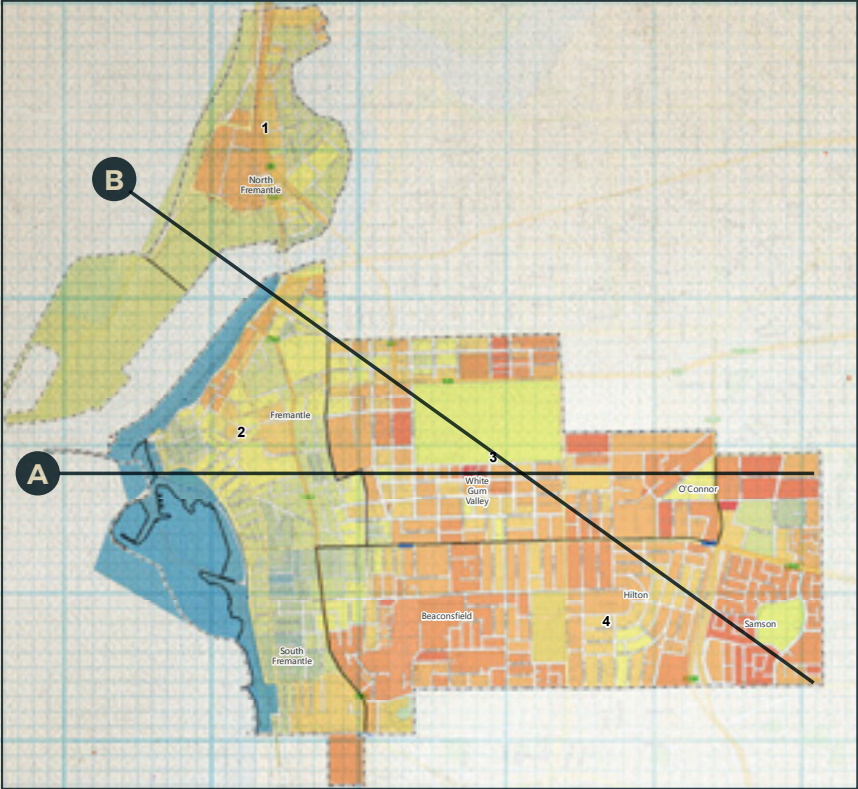 1
North
Fremantle
B
Fremantle
2
3
A
White
Gum
Valley
O'Connor
Hilton
Beaconsfield
4
Samson
South
Fremantle